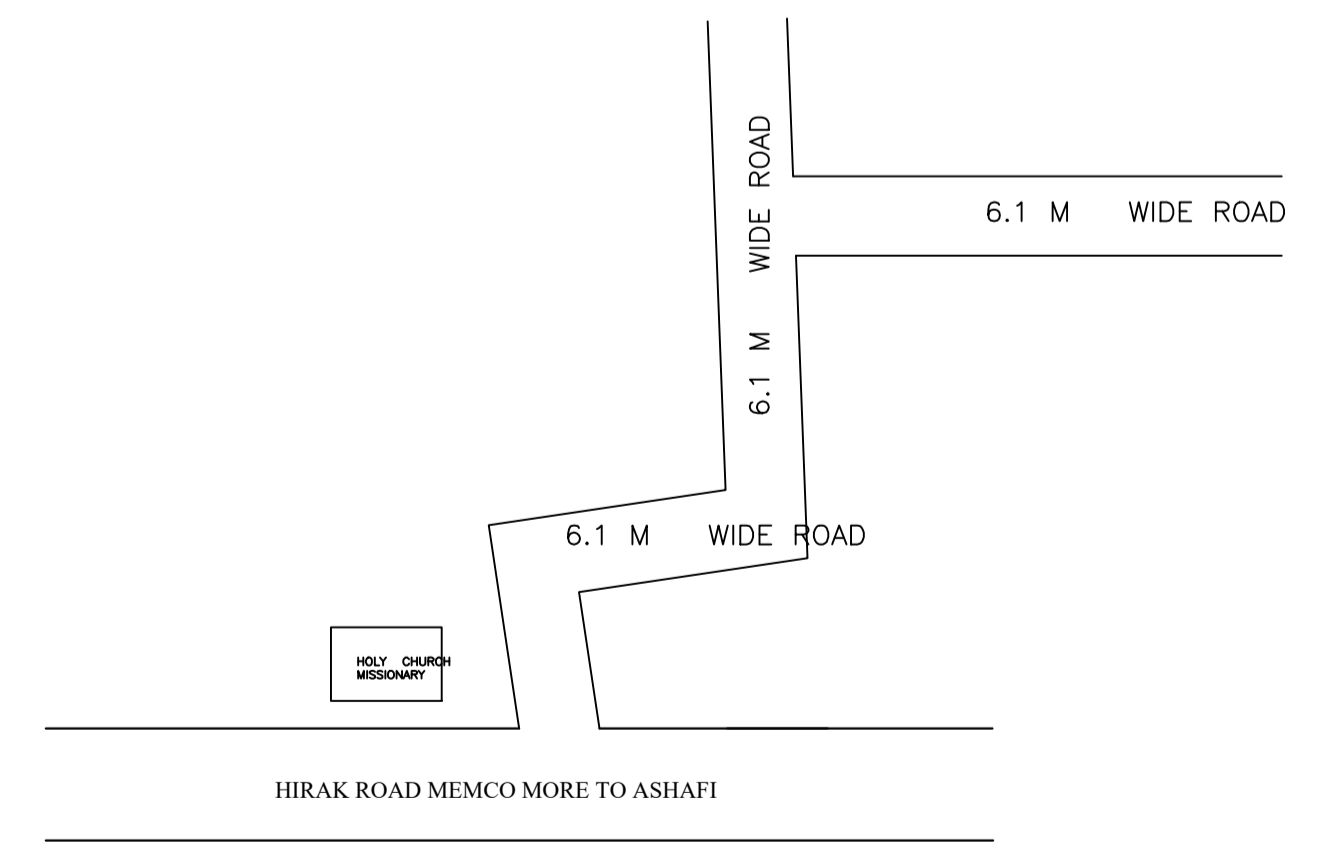 6.1 M WIDE ROAD
6.1 M WIDE ROAD
6.1 M WIDE ROAD
HOLY CHURCH
MISSIONARY
HIRAK ROAD MEMCO MORE TO ASHAFI